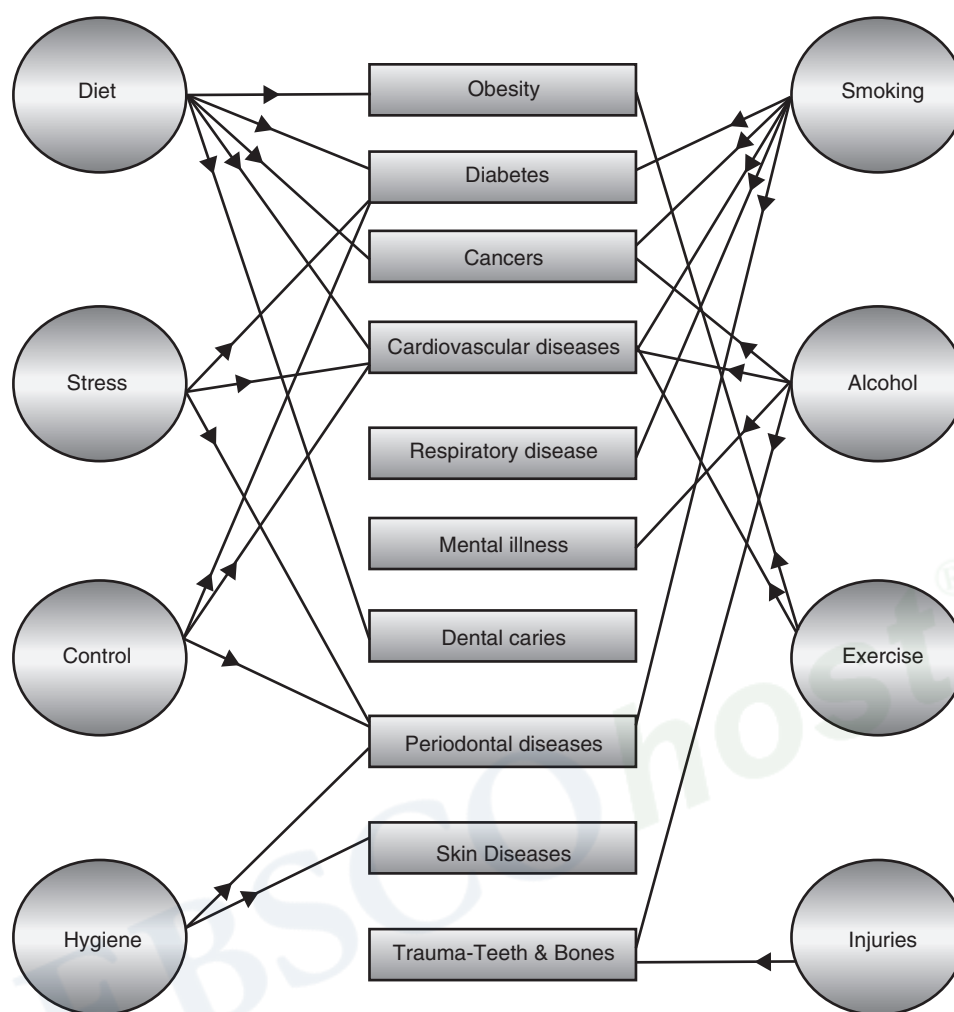 Diet
Obesity
Smoking
Diabetes
Cancers
Stress
Cardiovascular diseases
Alcohol
Respiratory disease
Mental illness
Control
Dental caries
Exercise
Periodontal diseases
Skin Diseases
Hygiene
Trauma-Teeth & Bones
Injuries
EBSCOhost®